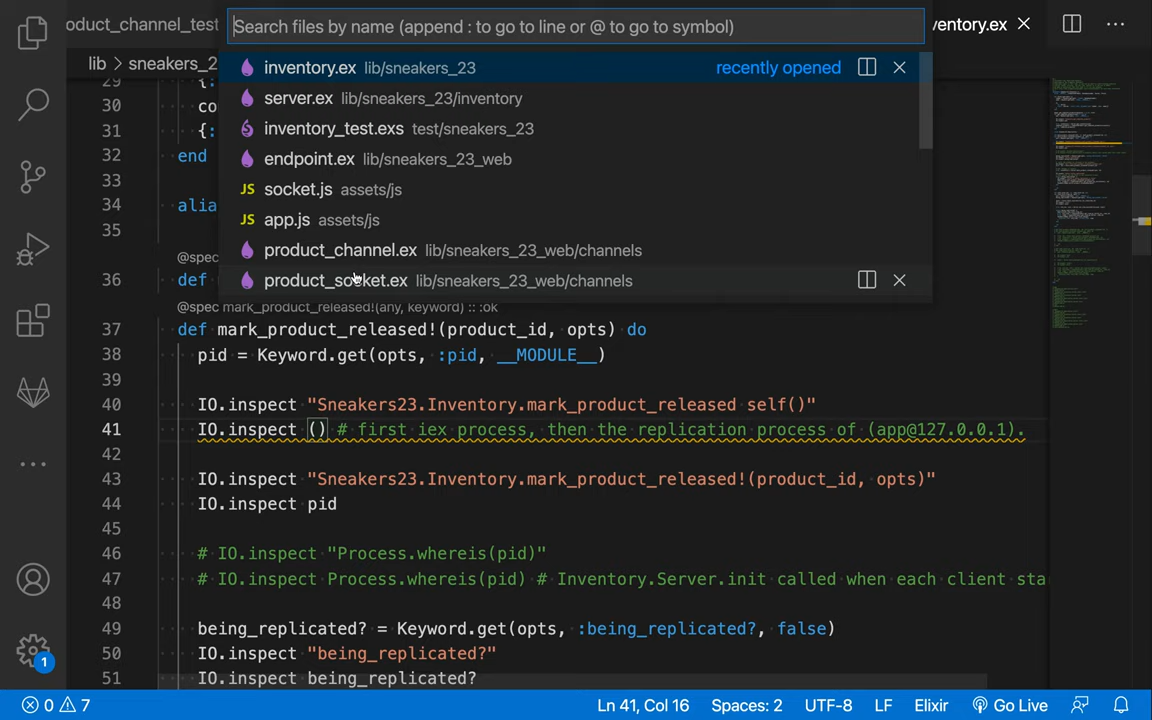 oduct_channel_test
ventory.ex
Search files by name (append : to go to line or @ to go to symbol)
lib > sneakers_2
inventory.ex lib/sneakers_23 recently opened
server.ex lib/sneakers_23/inventory
inventory_test.exs test/sneakers_23
endpoint.ex lib/sneakers_23_web
JS socket.js assets/js
JS app.js assets/js
product_channel.ex lib/sneakers_23_web/channels
product_socket.ex lib/sneakers_23_web/channels
29 {:
30 co
31 {:
32 end
33
34 alia
35
@spec
36 def
@spec mark_product_released!(any, keyword) :: :ok
37 def mark_product_released!(product_id, opts) do
38 pid = Keyword.get(opts, :pid, __MODULE__)
39
40 IO.inspect "Sneakers23.Inventory.mark_product_released self()"
41 IO.inspect () # first iex process, then the replication process of (app@127.0.0.1).
42
43 IO.inspect "Sneakers23.Inventory.mark_product_released!(product_id, opts)"
44 IO.inspect pid
45
46 # IO.inspect "Process.whereis(pid)"
47 # IO.inspect Process.whereis(pid) # Inventory.Server.init called when each client sta
48
49 being_replicated? = Keyword.get(opts, :being_replicated?, false)
50 IO.inspect "being_replicated?"
51 IO.inspect being_replicated?
1
0 7 Ln 41, Col 16 Spaces: 2 UTF-8 LF Elixir Go Live